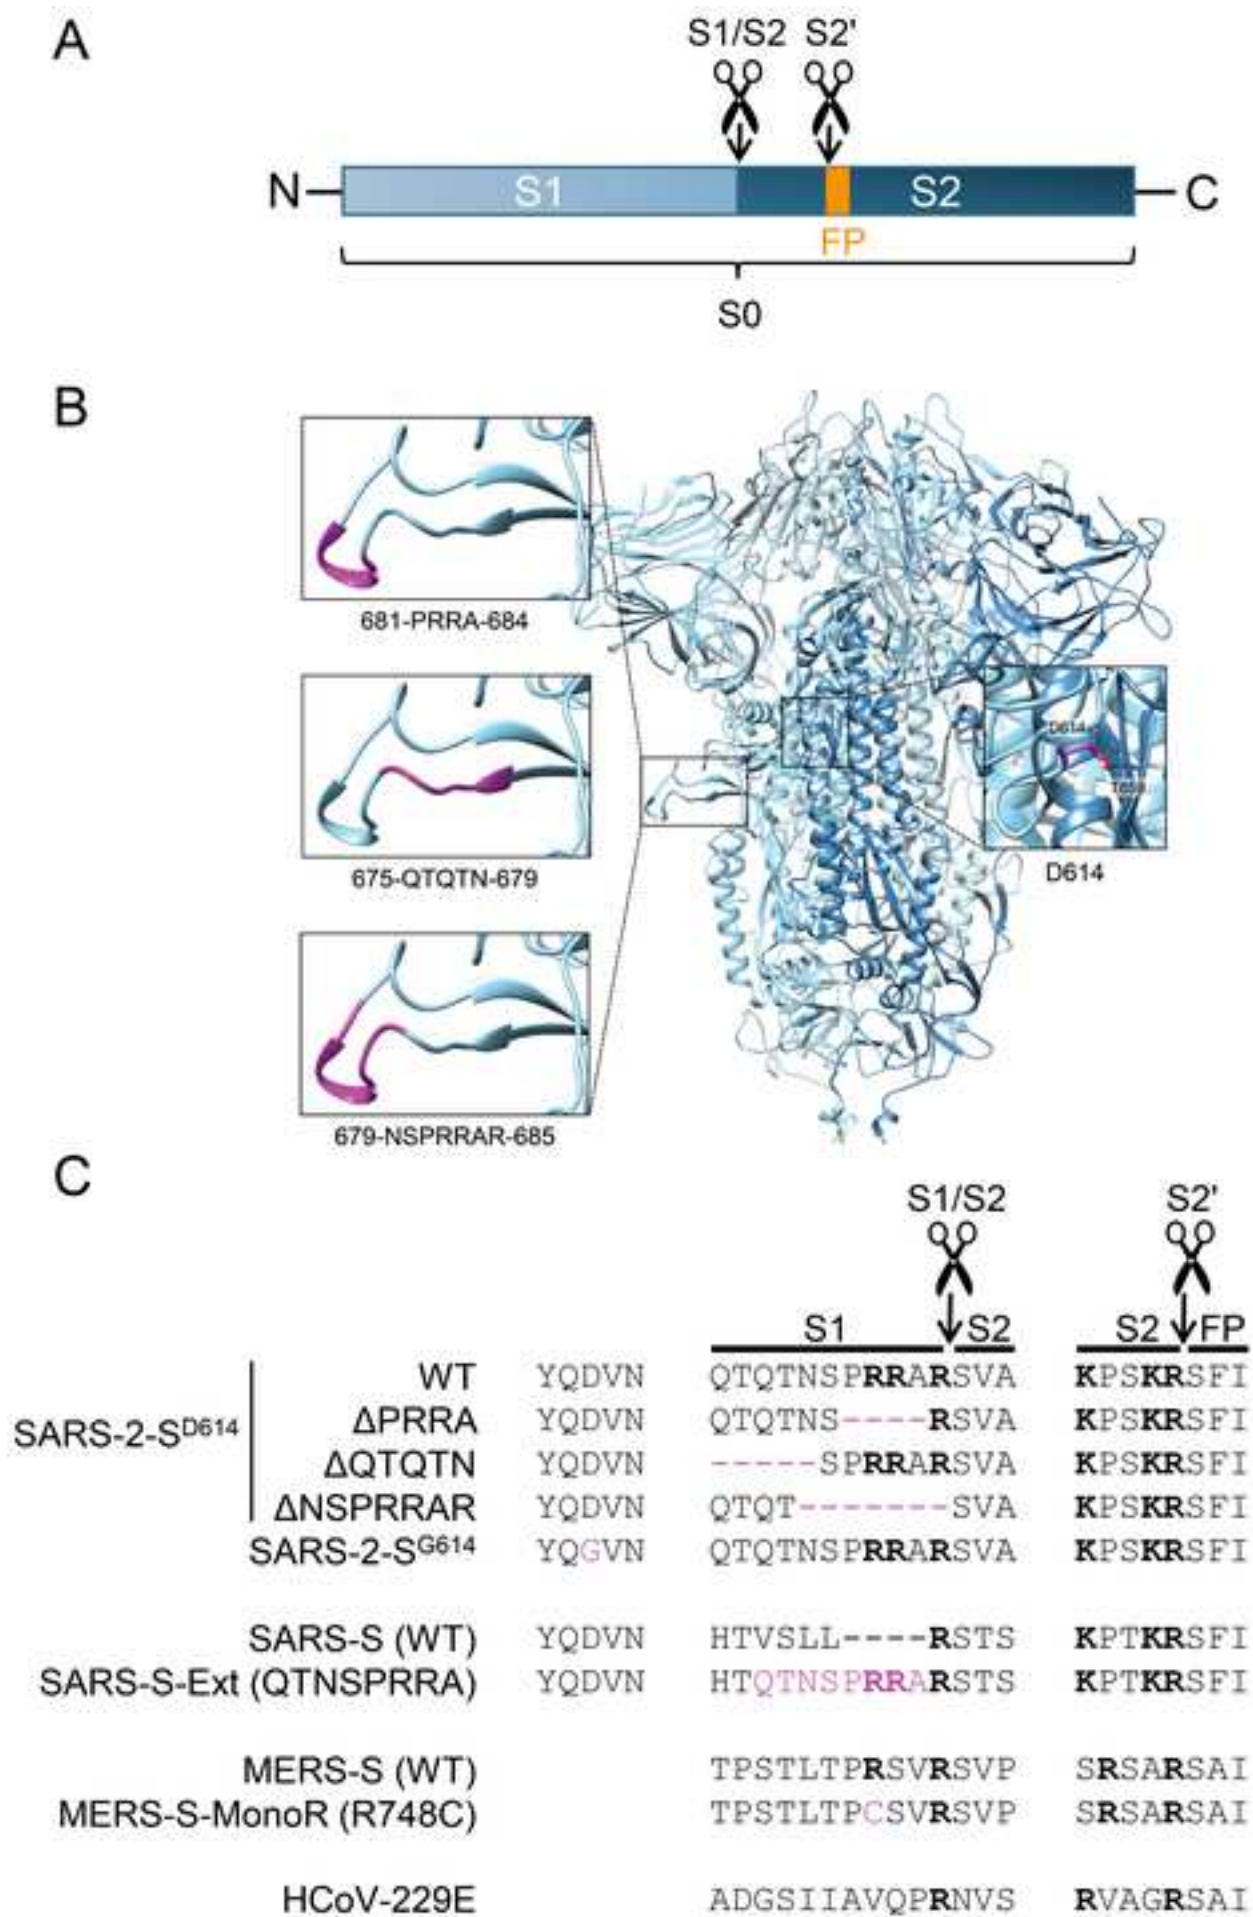 A
S1/S2 S2'
N S1 S2 C
FP
S0
B
681-PRRA-684
675-QTQTN-679
679-NSPRRAR-685
D614
D614
C
S1/S2 S2'
S1 S2 S2 FP
WT YQDVN QTQTNSPRRARSVA KPSKRSFI
SARS-2-S^D614
ΔPRRA YQDVN QTQTNS----RSVA KPSKRSFI
ΔQTQTN YQDVN -----SPRRARSVA KPSKRSFI
ΔNSPRRAR YQDVN QTQT-------SVA KPSKRSFI
SARS-2-S^G614 YQGVN QTQTNSPRRARSVA KPSKRSFI
SARS-S (WT) YQDVN HTVSLL----RSTS KPTKRSFI
SARS-S-Ext (QTNSPRRA) YQDVN HTQTNSPRRARSTS KPTKRSFI
MERS-S (WT) TPSTLTPRSVRSVP SRSARSAI
MERS-S-MonoR (R748C) TPSTLTPCSVRSVP SRSARSAI
HCoV-229E ADGSIIAVQPRNVS RVAGRSAI